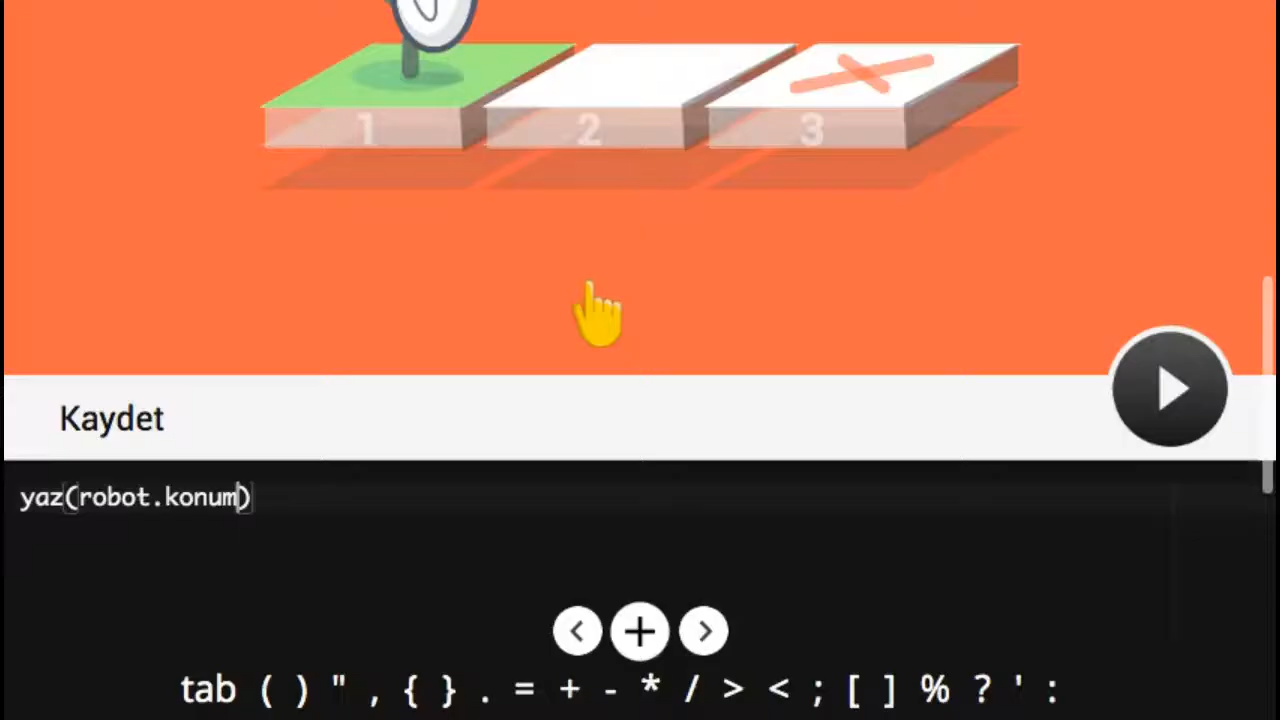 1 2 3
Kaydet
yaz(robot.konum)
tab ( ) " , { } . = + - * / > < ; [ ] % ? ' :